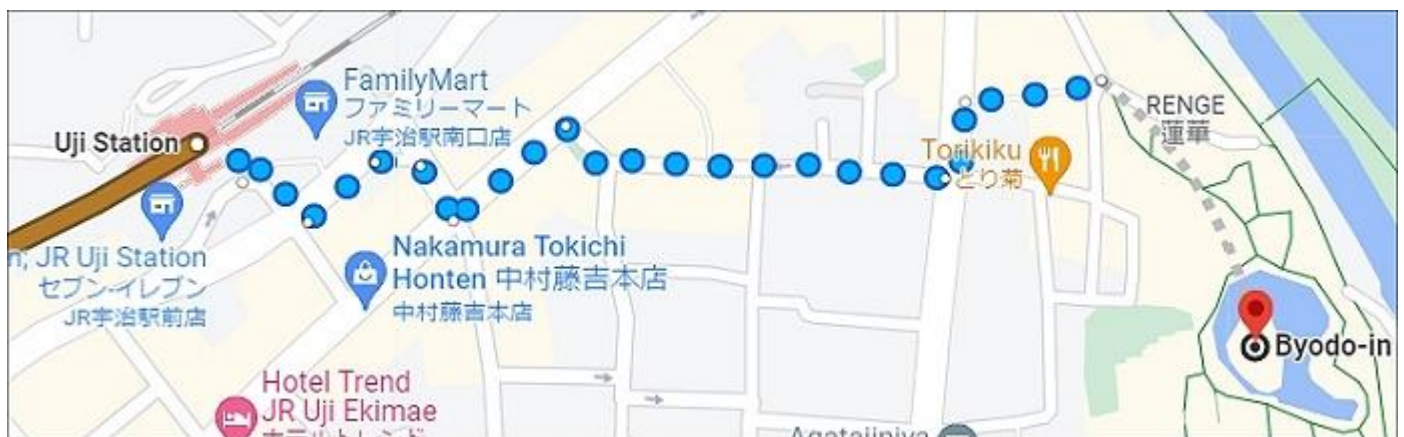 Uji Station
FamilyMart
ファミリーマート
JR宇治駅南口店
n; JR Uji Station
セブン-イレブン
JR宇治駅前店
Nakamura Tokichi
Honten 中村藤吉本店
中村藤吉本店
Hotel Trend
JR Uji Ekimae
Torikiku
とり菊
RENGE
蓮華
Byodo-in